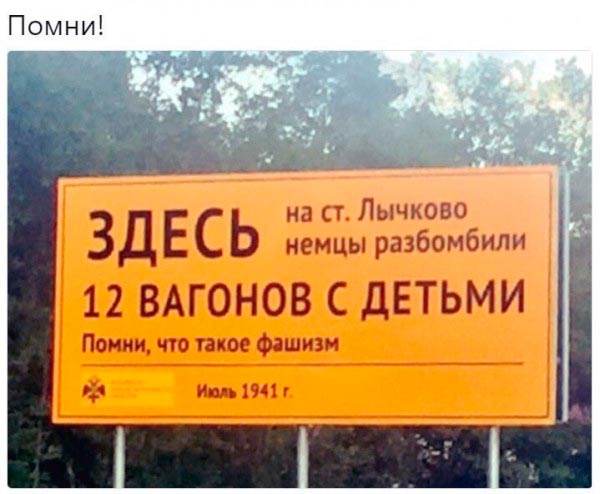 Помни!
ЗДЕСЬ на ст. Лычково
немцы разбомбили
12 ВАГОНОВ С ДЕТЬМИ
Помни, что такое фашизм
Июль 1941 г.